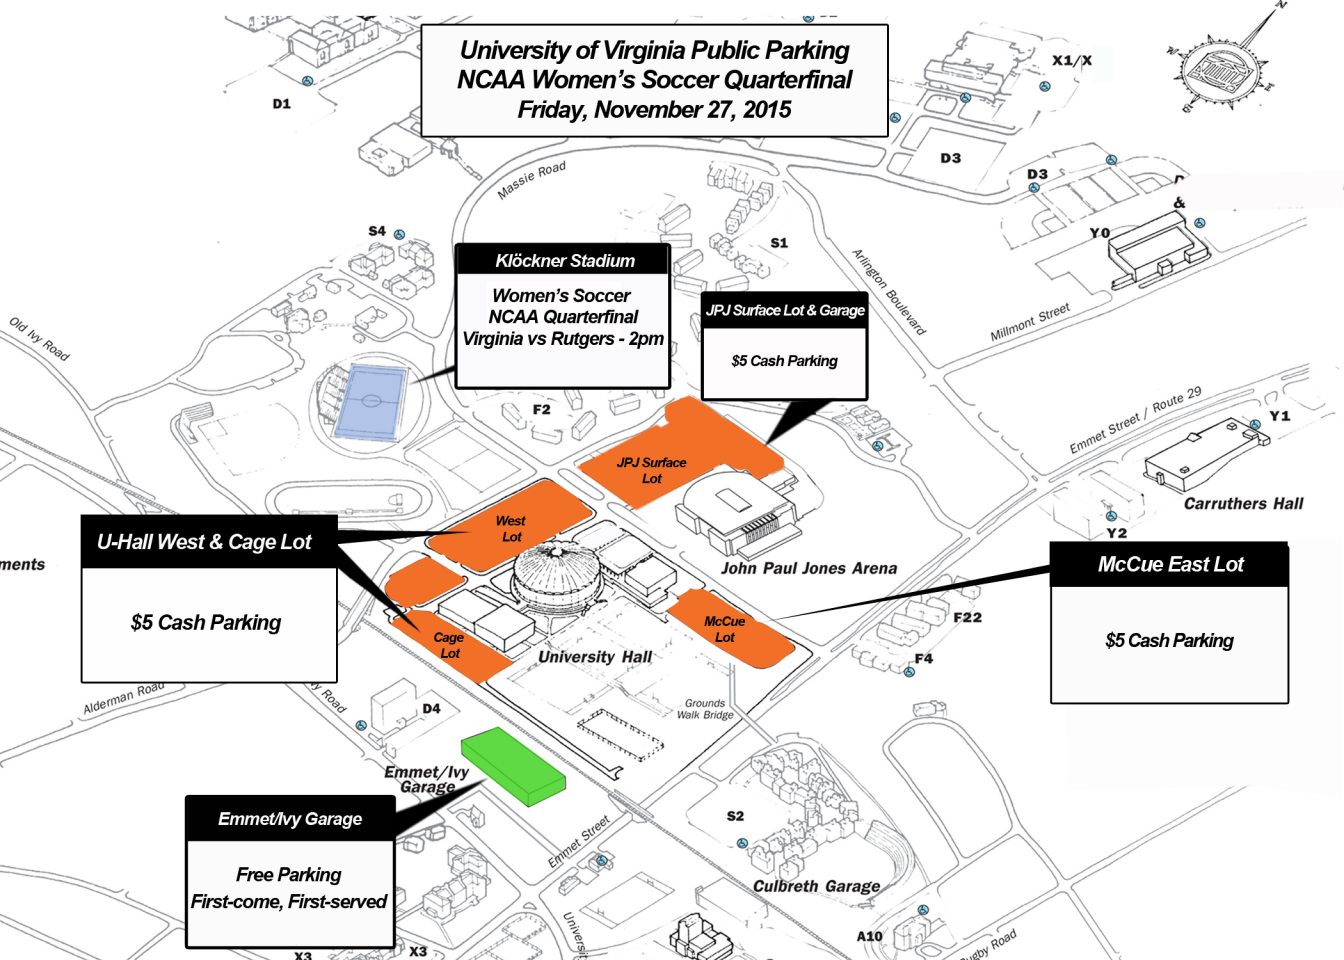 University of Virginia Public Parking
NCAA Women's Soccer Quarterfinal
Friday, November 27, 2015
X1/X
D1
D3
D3
Massie Road
S4
S1
&
Y0
Klöckner Stadium
Women's Soccer
NCAA Quarterfinal
Virginia vs Rutgers - 2pm
Arlington Boulevard
JPJ Surface Lot & Garage
$5 Cash Parking
Millmont Street
Old Ivy Road
F2
Emmet Street / Route 29
Y1
JPJ Surface
Lot
Carruthers Hall
West
Lot
Y2
U-Hall West & Cage Lot
$5 Cash Parking
ments
John Paul Jones Arena
McCue East Lot
$5 Cash Parking
F22
McCue
Lot
Cage
Lot
University Hall
F4
Alderman Road
vy Road
D4
Grounds
Walk Bridge
Emmet/Ivy
Garage
Emmet/Ivy Garage
Free Parking
First-come, First-served
S2
Emmet Street
Culbreth Garage
Universi
A10
Rugby Road
X3
X3
N
E
S
W